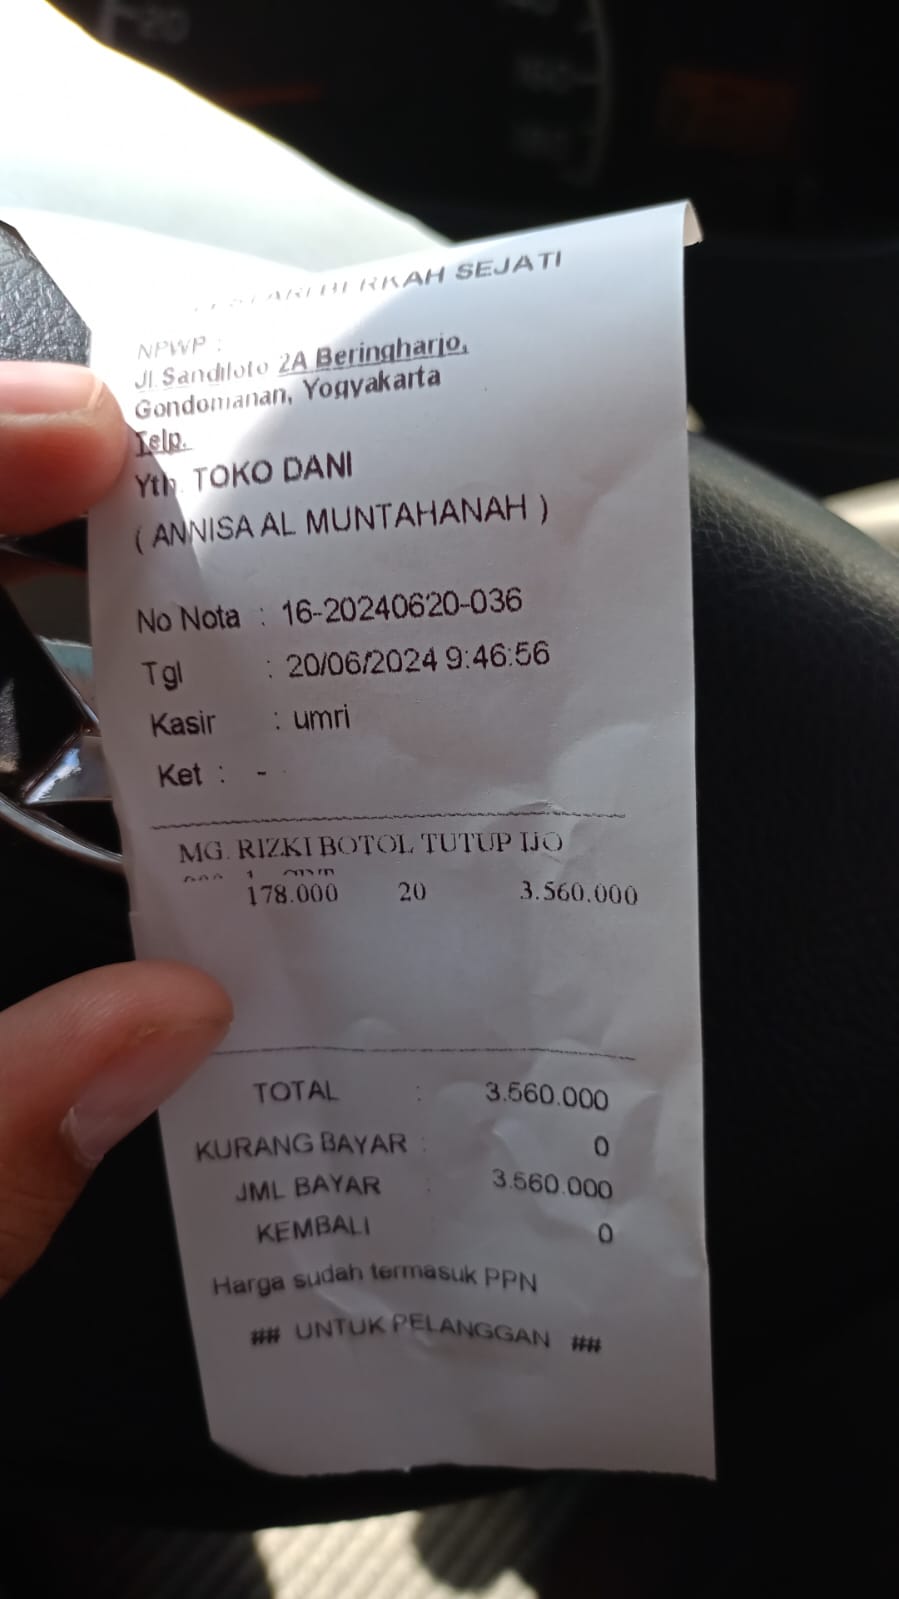 BERKAH SEJATI
NPWP :
Jl. Sandiloto 2A Beringharjo,
Gondomanan, Yogyakarta
Telp.
Yth. TOKO DANI
( ANNISA AL MUNTAHANAH )
No Nota : 16-20240620-036
Tgl : 20/06/2024 9:46:56
Kasir : umri
Ket : -
MG. RIZKI BOTOL TUTUP IJO
178.000 20 3.560.000
TOTAL : 3.560.000
KURANG BAYAR : 0
JML BAYAR : 3.560.000
KEMBALI 0
Harga sudah termasuk PPN
## UNTUK PELANGGAN ##